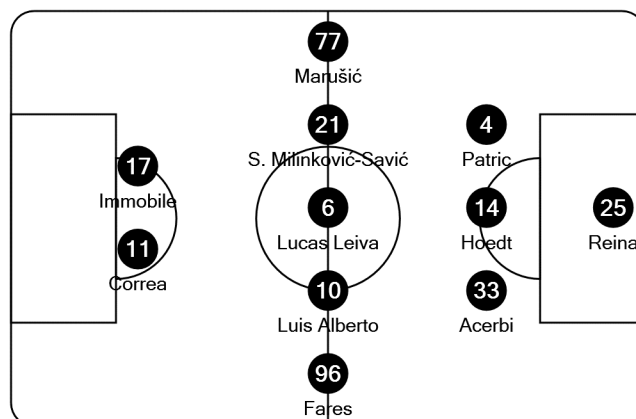 77
Marušić
21
S. Milinković-Savić
4
Patric
17
Immobile
6
Lucas Leiva
14
Hoedt
25
Reina
11
Correa
10
Luis Alberto
33
Acerbi
96
Fares